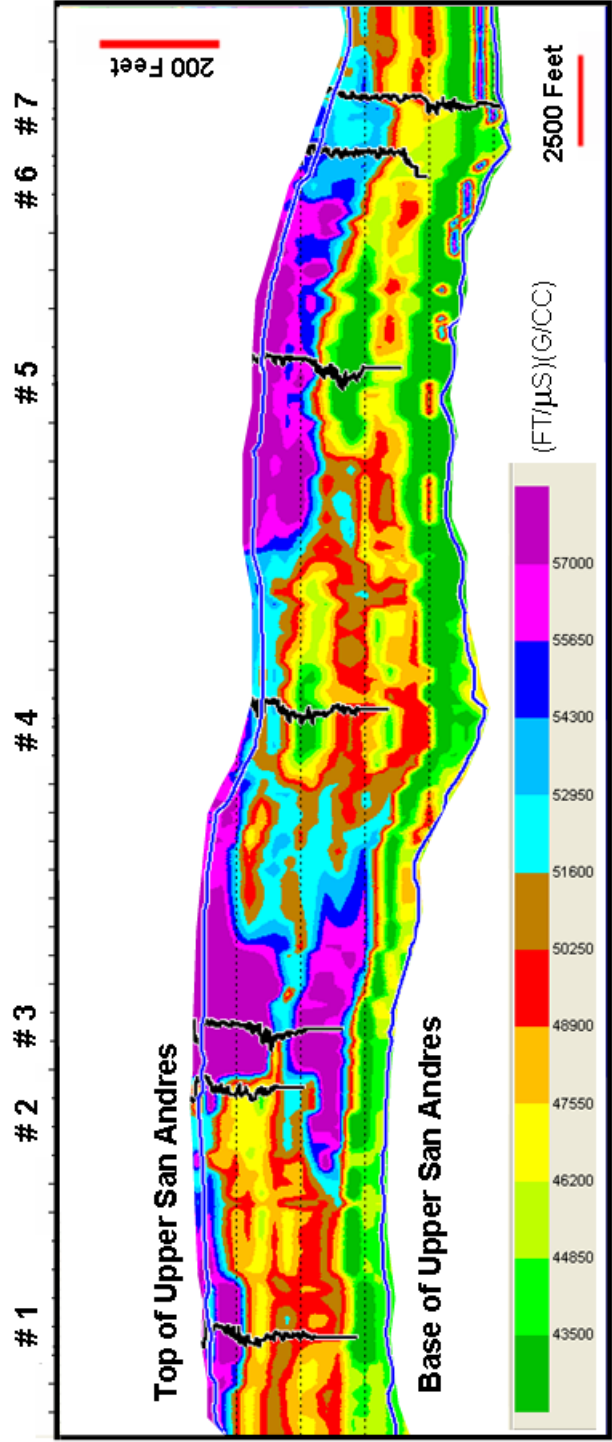 #1 #2 #3 #4 #5 #6 #7
Top of Upper San Andres
200 Feet
Base of Upper San Andres
2500 Feet
(FT/µS)(G/CC)
43500 44850 46200 47550 48900 50250 51600 52950 54300 55650 57000